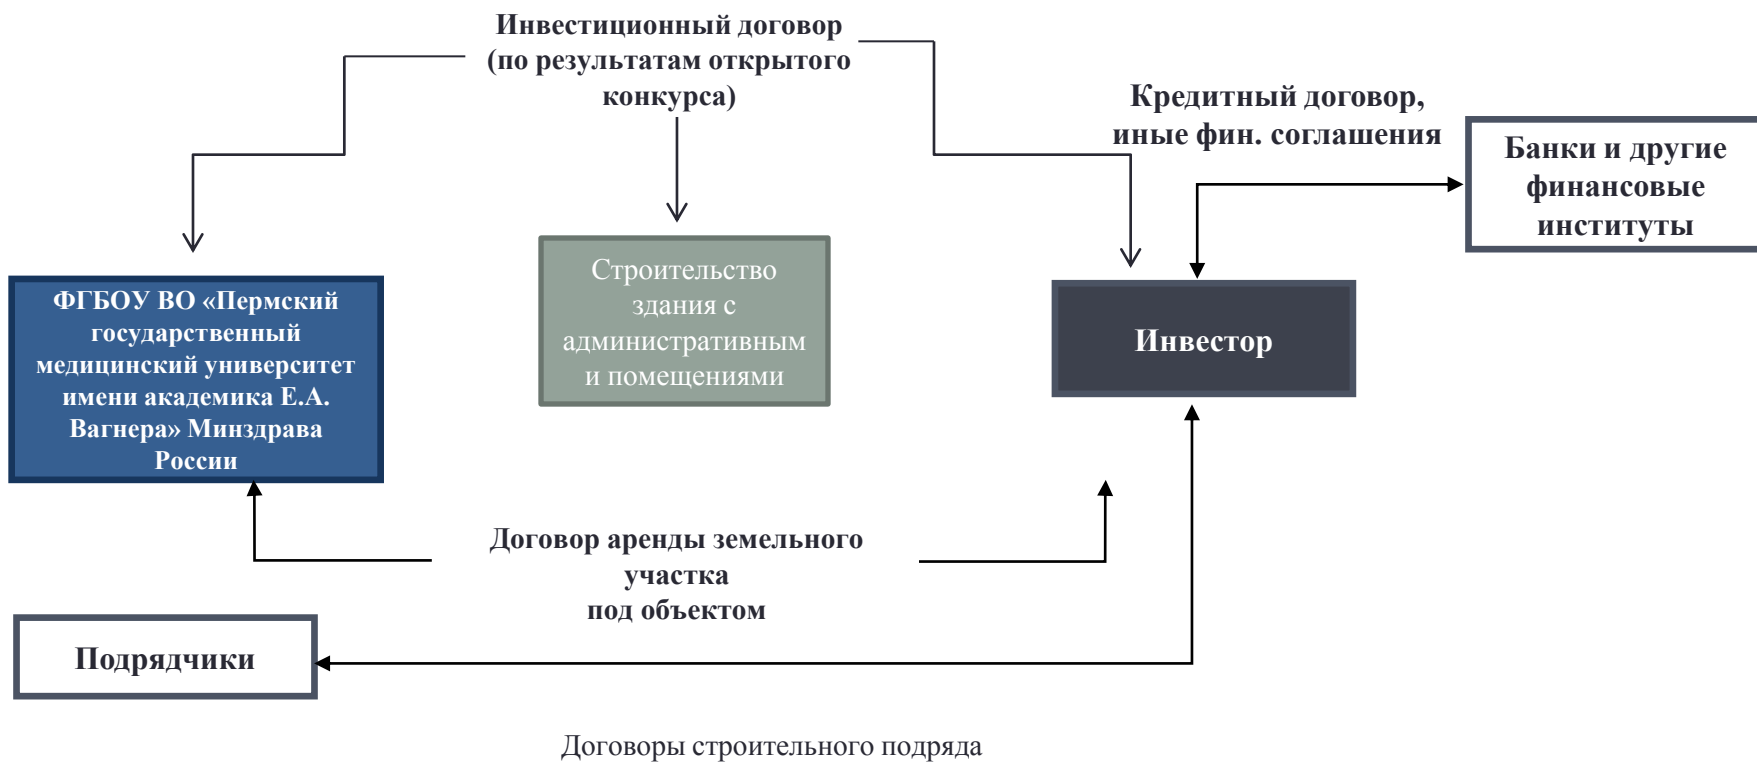 Инвестиционный договор
(по результатам открытого
конкурса)
Кредитный договор,
иные фин. соглашения
Банки и другие
финансовые
институты
ФГБОУ ВО «Пермский
государственный
медицинский университет
имени академика Е.А.
Вагнера» Минздрава
России
Строительство
здания с
административным
и помещениями
Инвестор
Договор аренды земельного
участка
под объектом
Подрядчики
Договоры строительного подряда